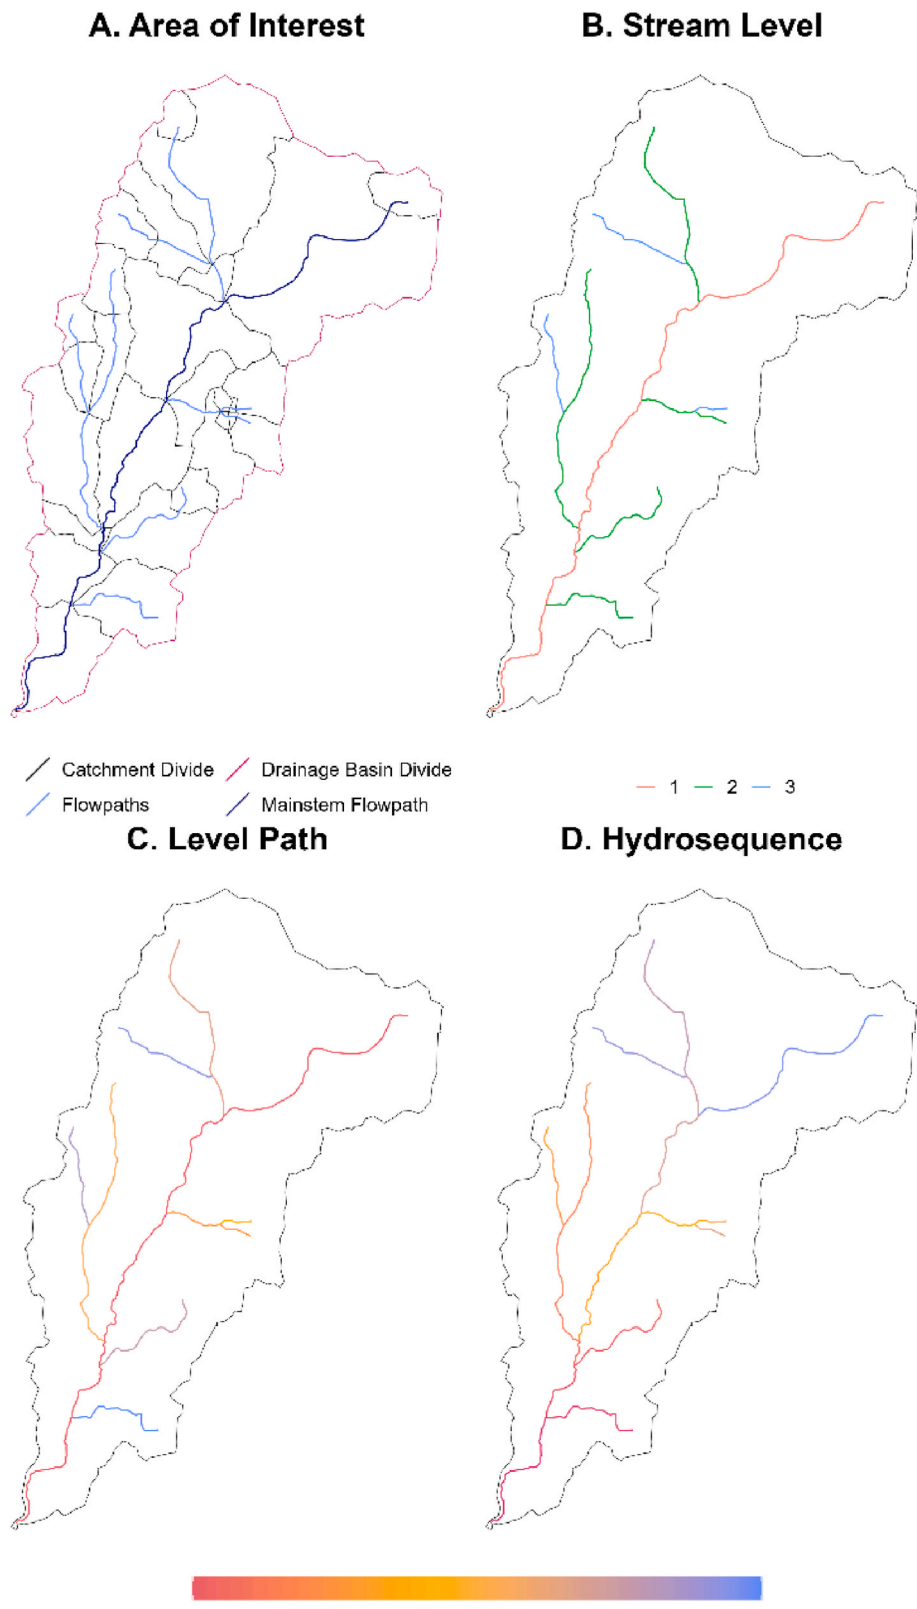 A. Area of Interest
B. Stream Level
Catchment Divide
Drainage Basin Divide
Flowpaths
Mainstem Flowpath
1
2
3
C. Level Path
D. Hydrosequence